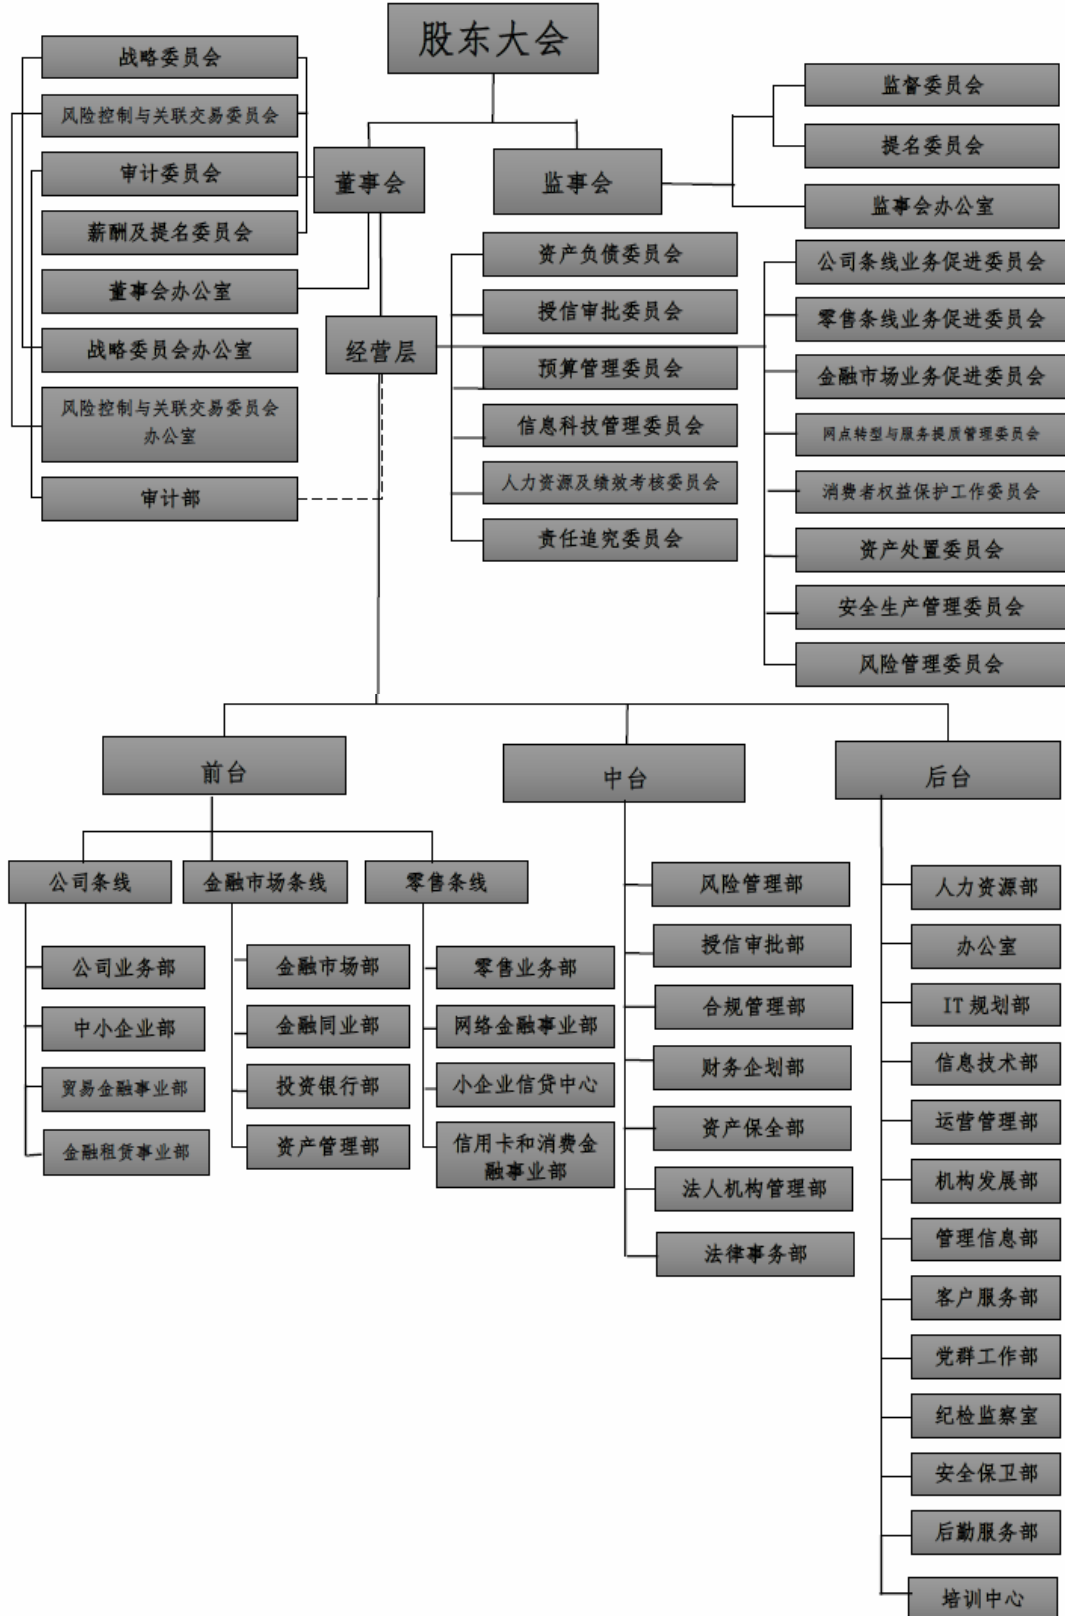 股东大会
战略委员会
风险控制与关联交易委员会
审计委员会
薪酬及提名委员会
董事会办公室
战略委员会办公室
风险控制与关联交易委员会
办公室
审计部
董事会
监事会
监督委员会
提名委员会
监事会办公室
经营层
资产负债委员会
授信审批委员会
预算管理委员会
信息科技管理委员会
人力资源及绩效考核委员会
责任追究委员会
公司条线业务促进委员会
零售条线业务促进委员会
金融市场业务促进委员会
网点转型与服务提质管理委员会
消费者权益保护工作委员会
资产处置委员会
安全生产管理委员会
风险管理委员会
前台
中台
后台
公司条线
金融市场条线
零售条线
公司业务部
中小企业部
贸易金融事业部
金融租赁事业部
金融市场部
金融同业部
投资银行部
资产管理部
零售业务部
网络金融事业部
小企业信贷中心
信用卡和消费金
融事业部
风险管理部
授信审批部
合规管理部
财务企划部
资产保全部
法人机构管理部
法律事务部
人力资源部
办公室
IT 规划部
信息技术部
运营管理部
机构发展部
管理信息部
客户服务部
党群工作部
纪检监察室
安全保卫部
后勤服务部
培训中心